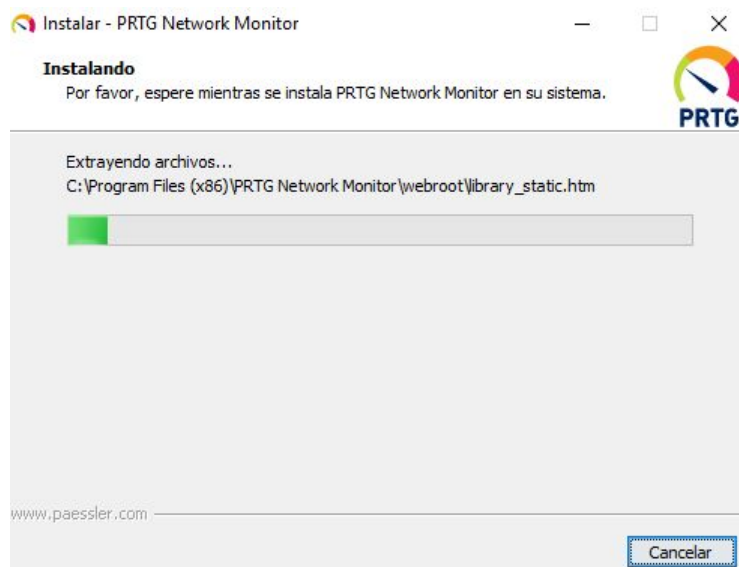 Instalar - PRTG Network Monitor
Instalando
Por favor, espere mientras se instala PRTG Network Monitor en su sistema.
PRTG
Extrayendo archivos...
C:\Program Files (x86)\PRTG Network Monitor\webroot\library_static.htm
www.paessler.com
Cancelar